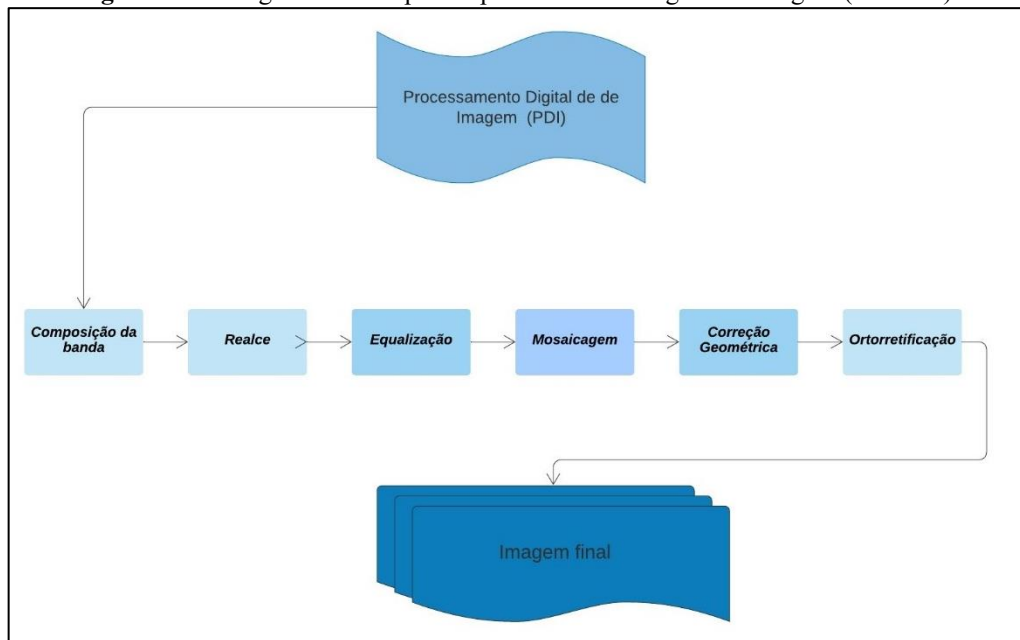 Processamento Digital de de
Imagem (PDI)
Composição da
banda
Realce
Equalização
Mosaicagem
Correção
Geométrica
Ortorretificação
Imagem final